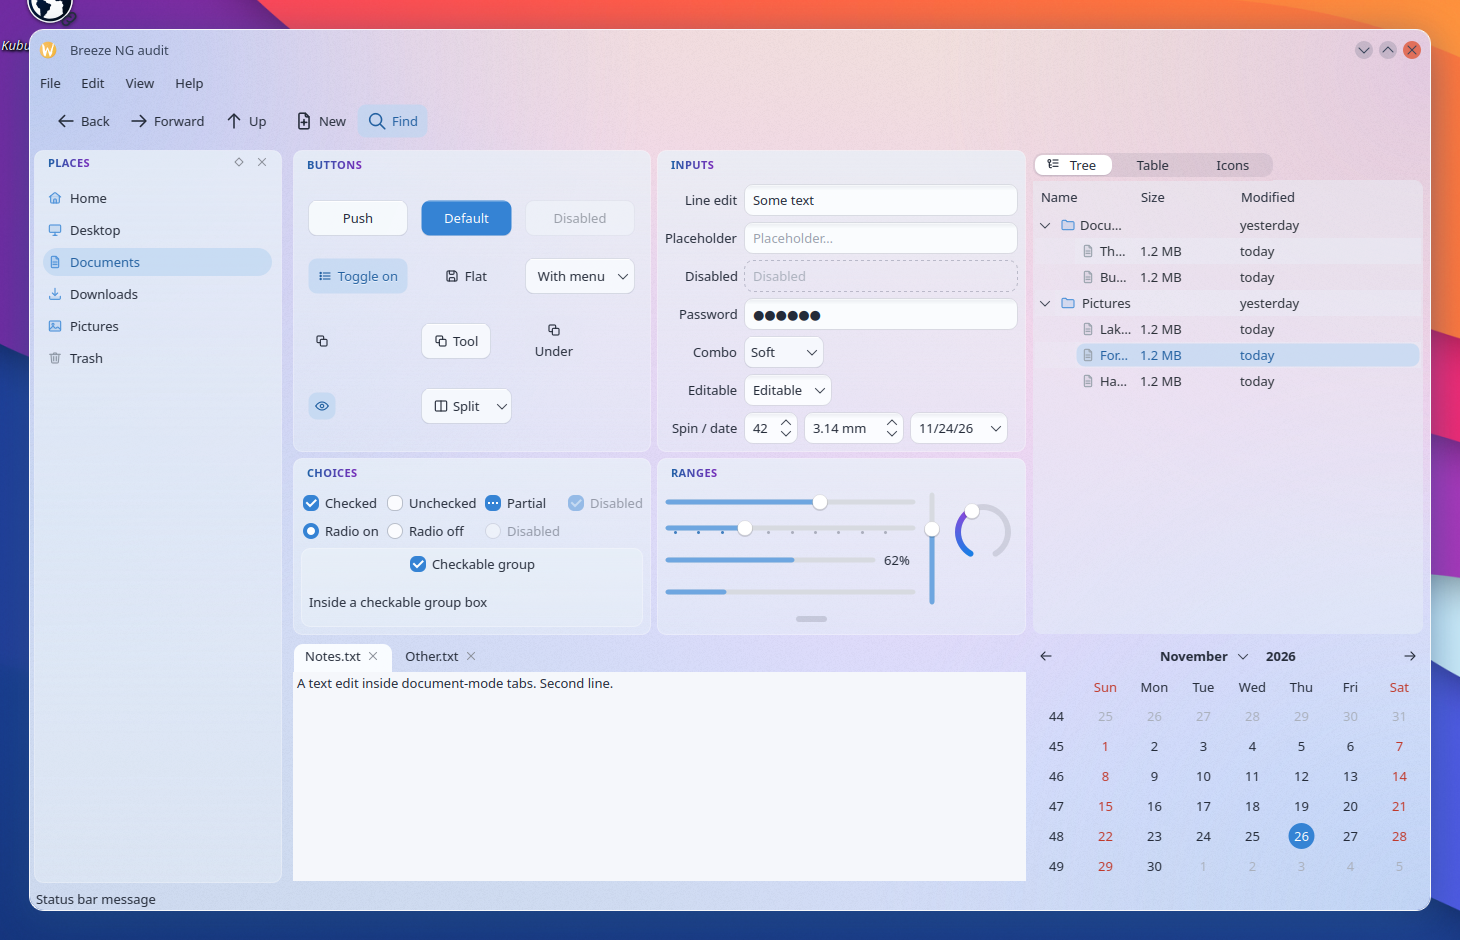 Kubu
Breeze NG audit
File Edit View Help
Back Forward Up New Find
PLACES
Home
Desktop
Documents
Downloads
Pictures
Trash
BUTTONS
Push Default Disabled
Toggle on Flat With menu
Tool Under
Split
INPUTS
Line edit Some text
Placeholder Placeholder...
Disabled Disabled
Password ●●●●●●
Combo Soft
Editable Editable
Spin / date 42 3.14 mm 11/24/26
CHOICES
Checked Unchecked Partial Disabled
Radio on Radio off Disabled
Checkable group
Inside a checkable group box
RANGES
62%
Tree Table Icons
Name Size Modified
Docu... yesterday
Th... 1.2 MB today
Bu... 1.2 MB today
Pictures yesterday
Lak... 1.2 MB today
For... 1.2 MB today
Ha... 1.2 MB today
Notes.txt Other.txt
A text edit inside document-mode tabs. Second line.
November 2026
Sun Mon Tue Wed Thu Fri Sat
44 25 26 27 28 29 30 31
45 1 2 3 4 5 6 7
46 8 9 10 11 12 13 14
47 15 16 17 18 19 20 21
48 22 23 24 25 26 27 28
49 29 30 1 2 3 4 5
Status bar message